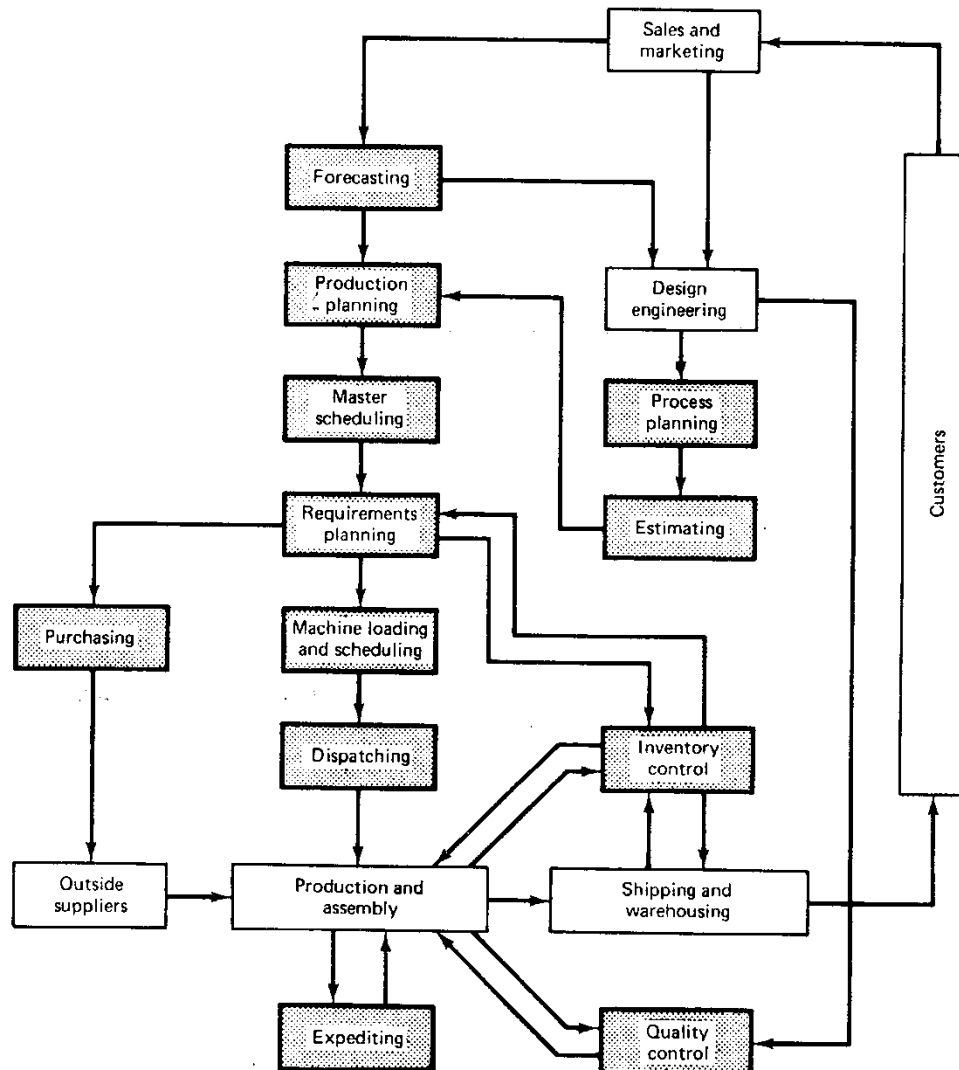 Sales and
marketing
Forecasting
Production
planning
Design
engineering
Master
scheduling
Process
planning
Requirements
planning
Estimating
Customers
Purchasing
Machine loading
and scheduling
Dispatching
Inventory
control
Outside
suppliers
Production and
assembly
Shipping and
warehousing
Expediting
Quality
control